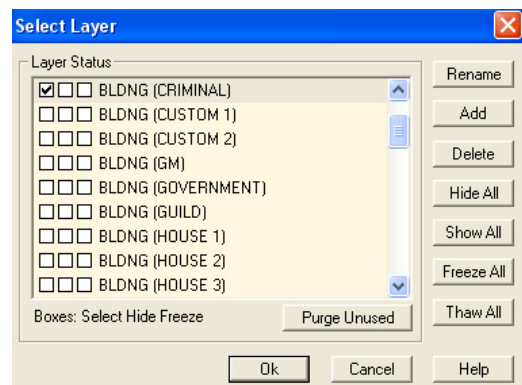 Select Layer
Layer Status
BLDNG (CRIMINAL)
BLDNG (CUSTOM 1)
BLDNG (CUSTOM 2)
BLDNG (GM)
BLDNG (GOVERNMENT)
BLDNG (GUILD)
BLDNG (HOUSE 1)
BLDNG (HOUSE 2)
BLDNG (HOUSE 3)
Boxes: Select Hide Freeze
Purge Unused
Rename
Add
Delete
Hide All
Show All
Freeze All
Thaw All
Ok
Cancel
Help